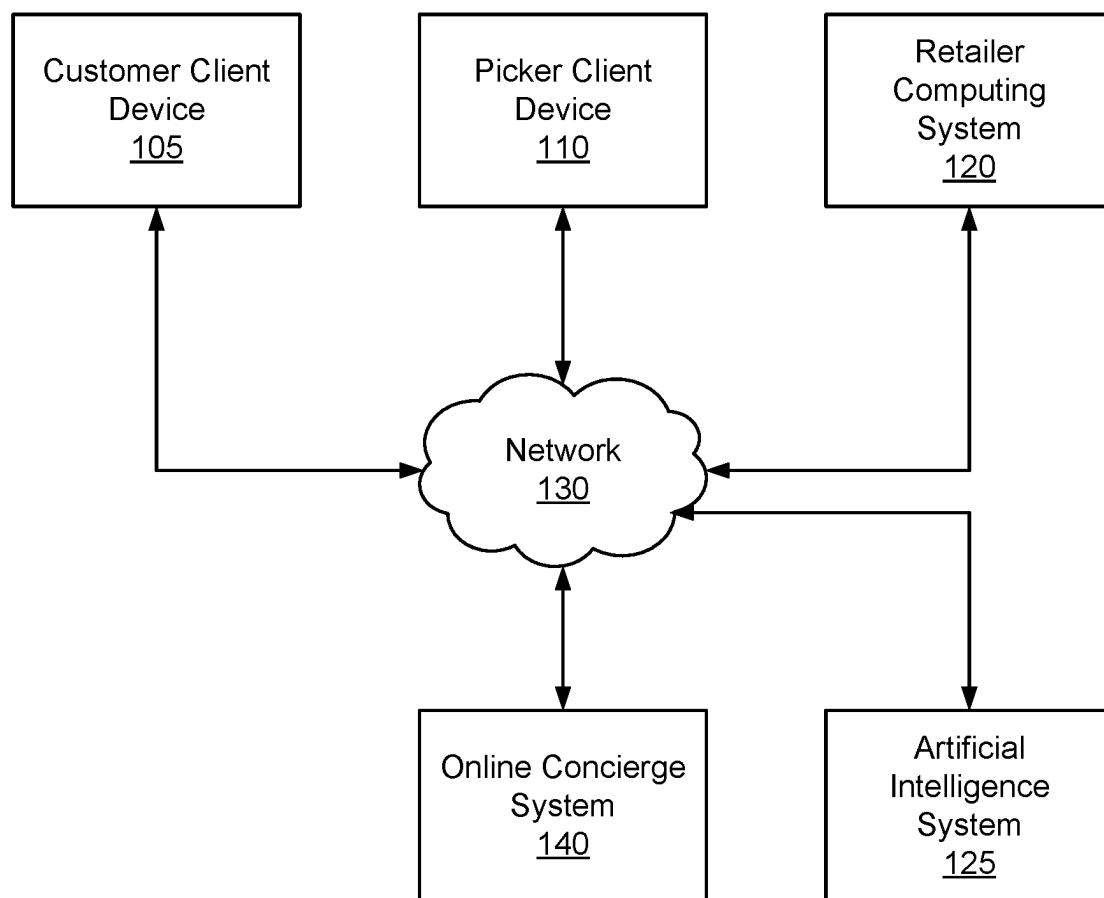 Customer Client
Device
105
Picker Client
Device
110
Retailer
Computing
System
120
Network
130
Online Concierge
System
140
Artificial
Intelligence
System
125